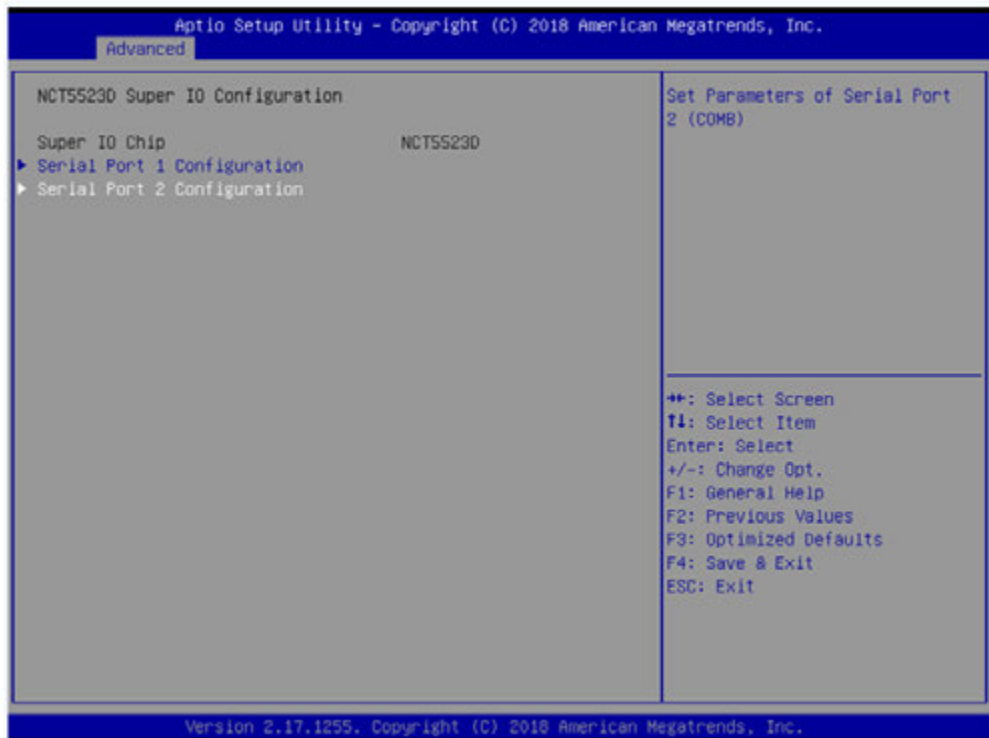 Aptio Setup Utility – Copyright (C) 2018 American Megatrends, Inc.
Advanced
NCT5523D Super IO Configuration
Super IO Chip NCT5523D
Serial Port 1 Configuration
Serial Port 2 Configuration
Set Parameters of Serial Port
2 (COMB)
→←: Select Screen
↑↓: Select Item
Enter: Select
+/-: Change Opt.
F1: General Help
F2: Previous Values
F3: Optimized Defaults
F4: Save & Exit
ESC: Exit
Version 2.17.1255. Copyright (C) 2018 American Megatrends, Inc.